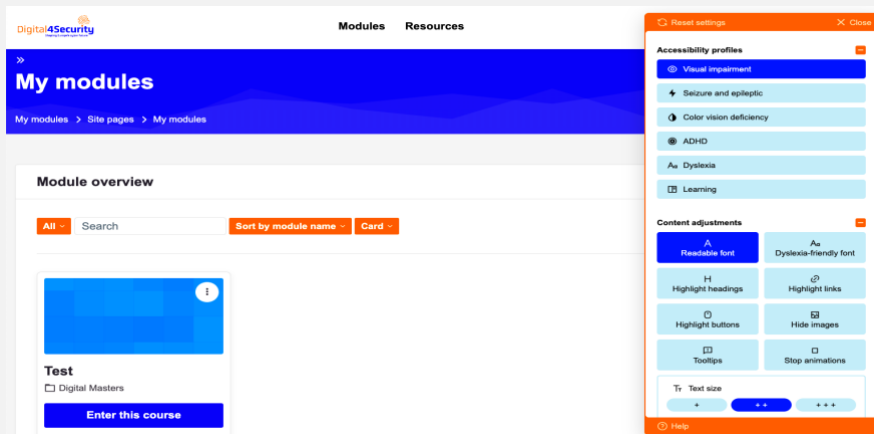 Digital4Security
Modules Resources
My modules
My modules > Site pages > My modules
Module overview
All Search Sort by module name Card
Test
Digital Masters
Enter this course
Reset settings Close
Accessibility profiles
Visual impairment
Seizure and epileptic
Color vision deficiency
ADHD
Aa Dyslexia
Learning
Content adjustments
Readable font Dyslexia-friendly font
Highlight headings Highlight links
Highlight buttons Hide images
Tooltips Stop animations
Text size
+ ++ +++
Help